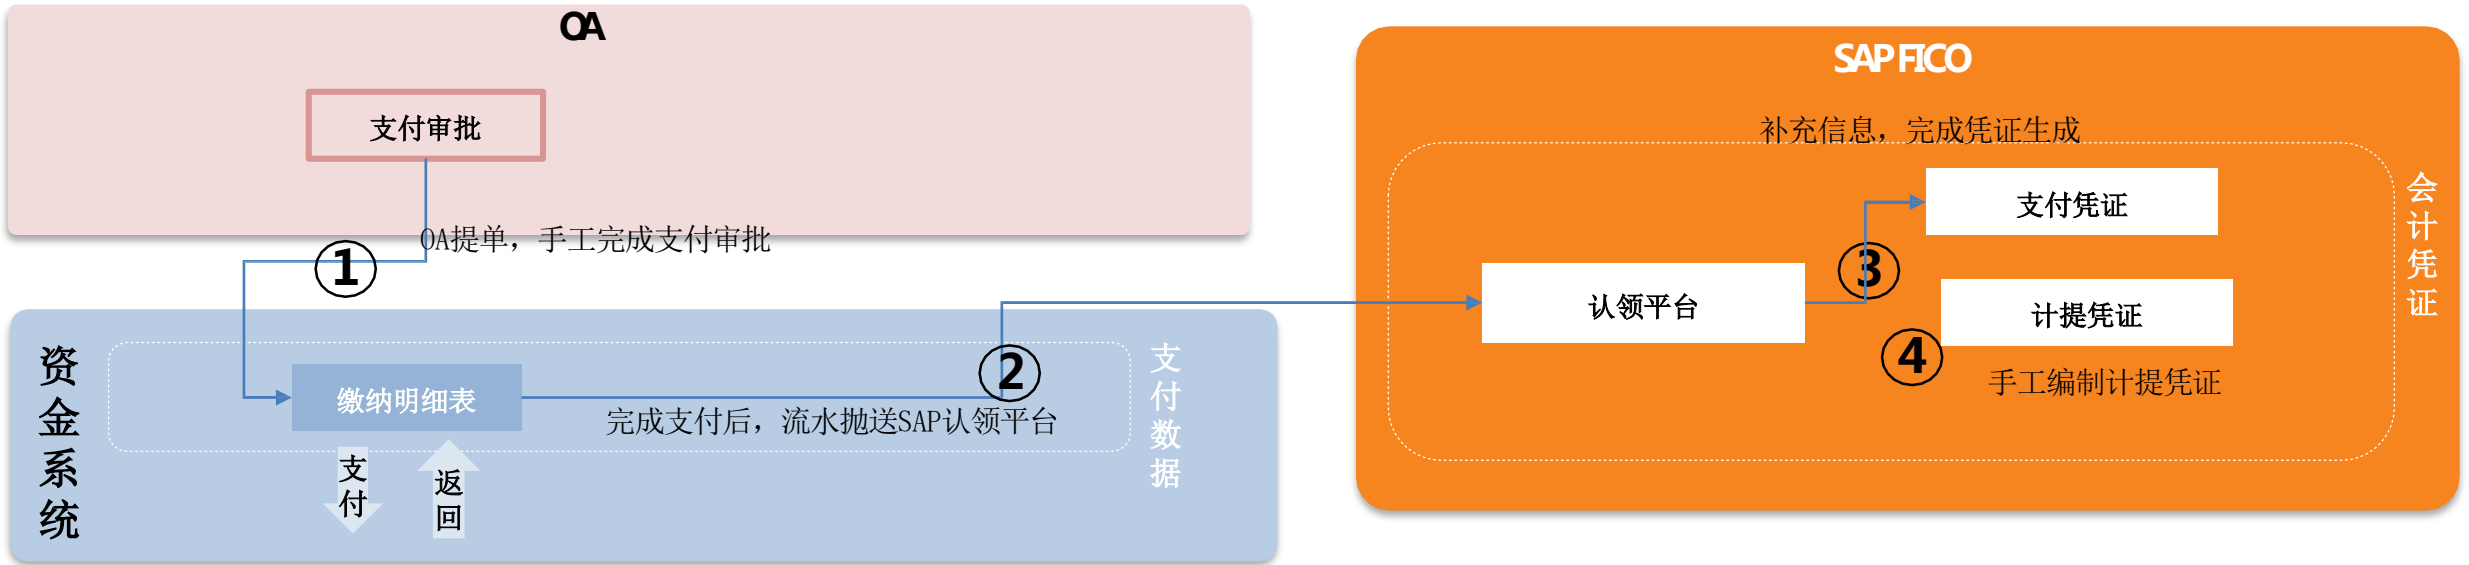 OA
支付审批
OA提单，手工完成支付审批
①
资金系统
缴纳明细表
②
完成支付后，流水抛送SAP认领平台
支付数据
支付
返回
SAP FICO
补充信息，完成凭证生成
支付凭证
会计凭证
③
认领平台
计提凭证
④
手工编制计提凭证